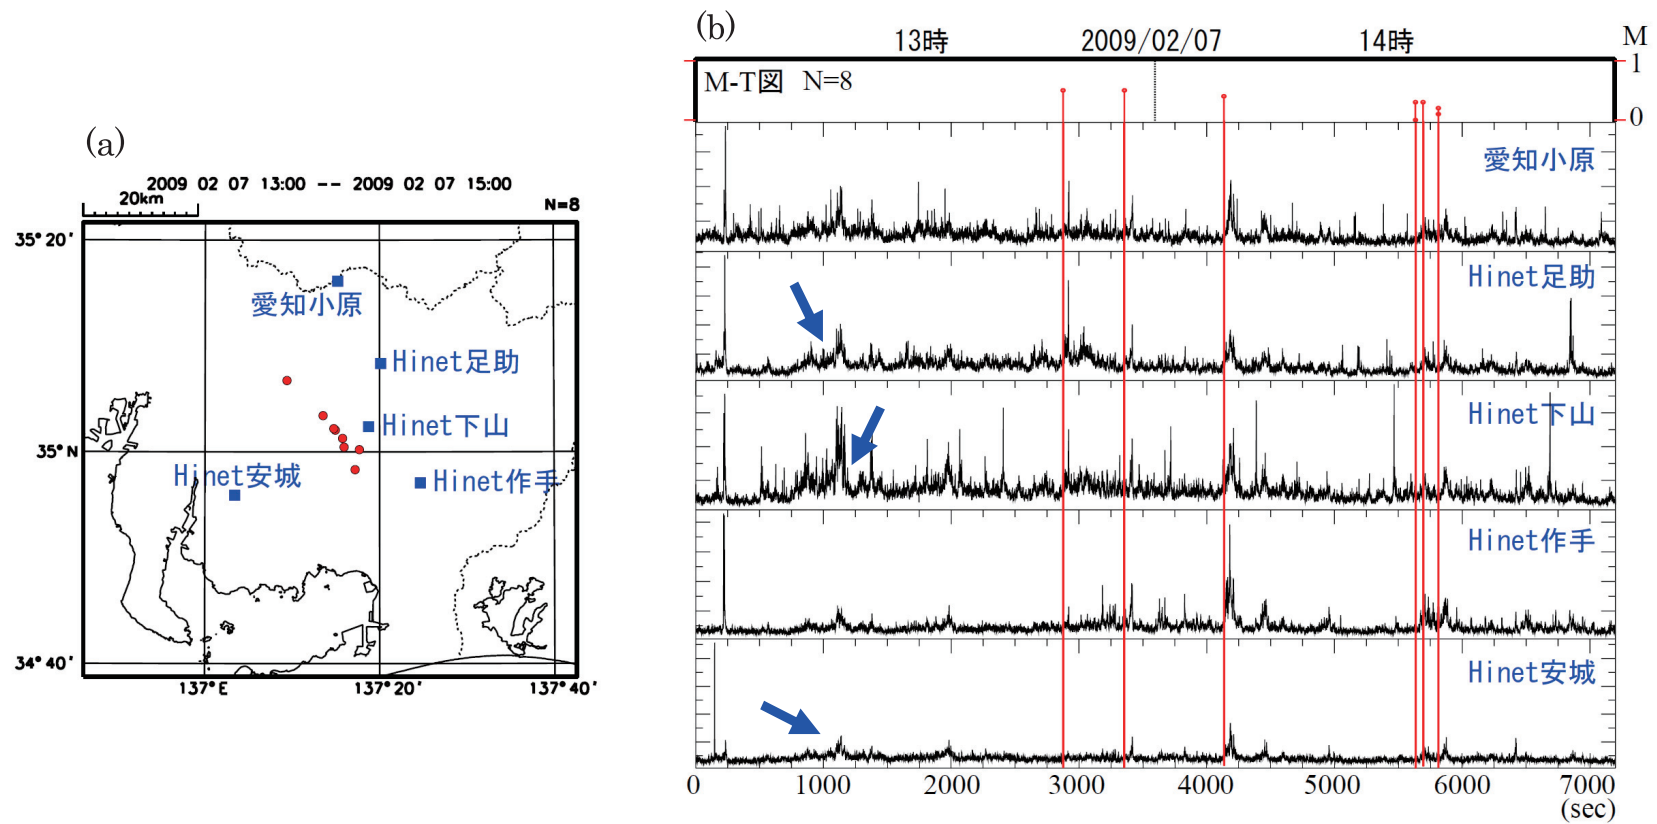 (a)
2009 02 07 13:00 -- 2009 02 07 15:00
20km
N=8
35°20'
愛知小原
Hinet足助
Hinet下山
35°N
Hinet安城
Hinet作手
34°40'
137°E
137°20'
137°40'
(b)
13時
2009/02/07
14時
M
M-T図 N=8
1
0
愛知小原
Hinet足助
Hinet下山
Hinet作手
Hinet安城
0 1000 2000 3000 4000 5000 6000 7000
(sec)